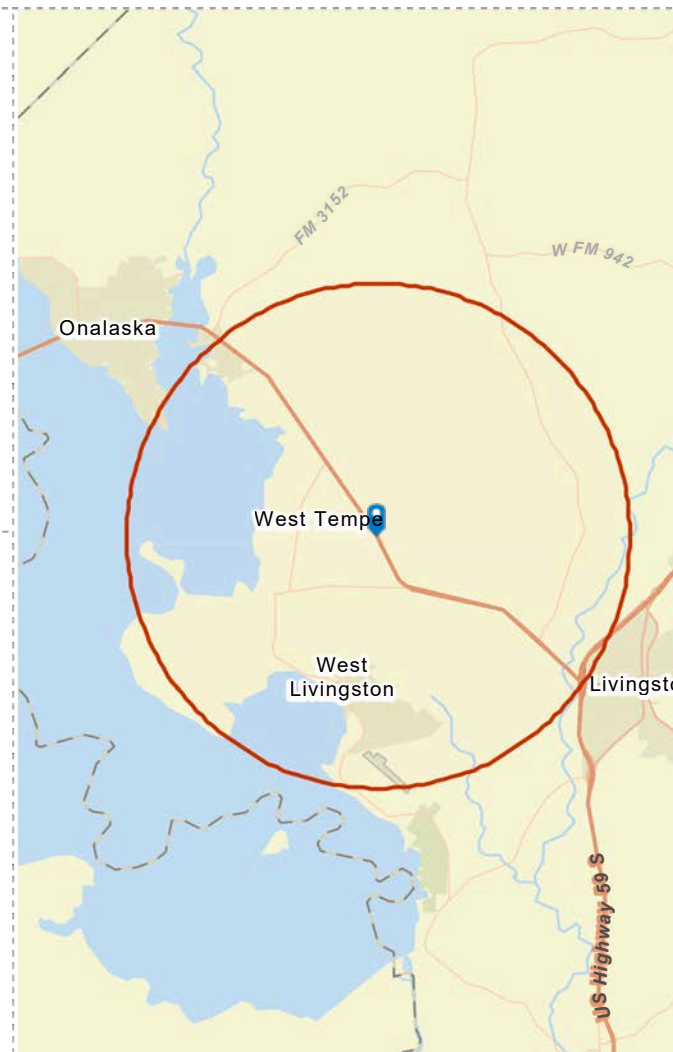 FM 3152
W FM 942
Onalaska
West Tempe
West
Livingston
Livingsto
US Highway 59 S